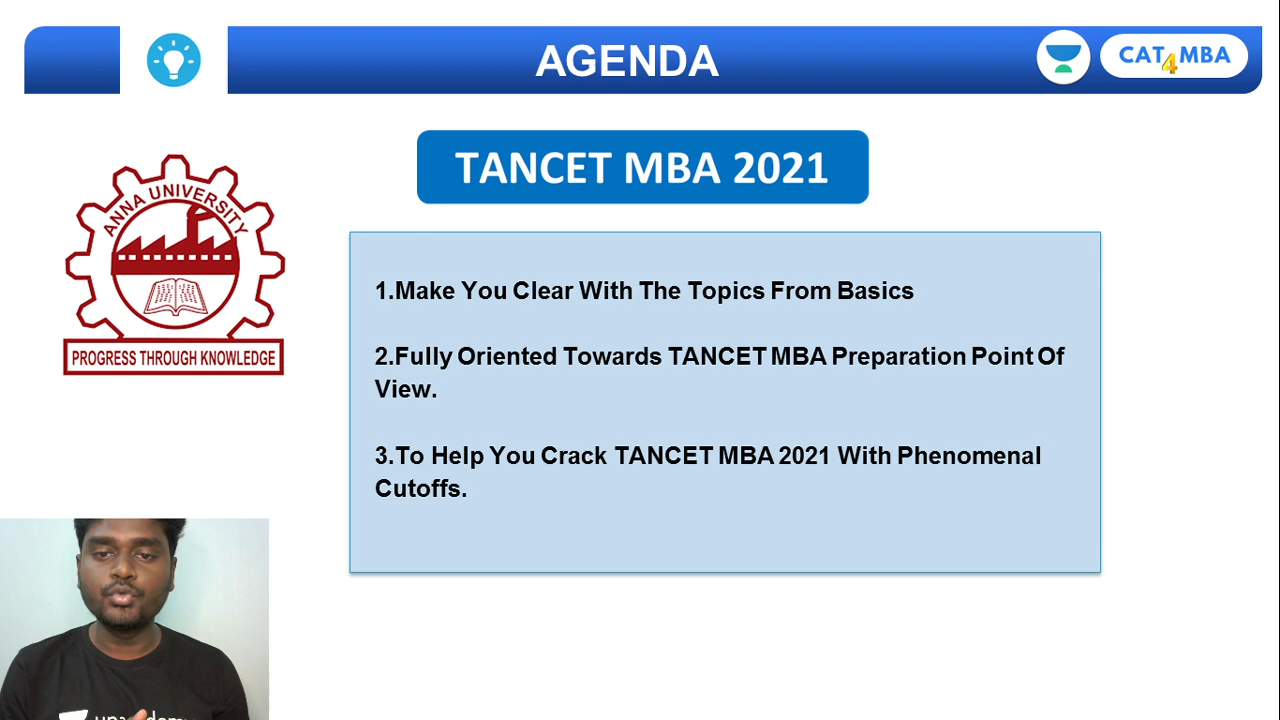 AGENDA
CAT4MBA
TANCET MBA 2021
ANNA UNIVERSITY
PROGRESS THROUGH KNOWLEDGE
1.Make You Clear With The Topics From Basics
2.Fully Oriented Towards TANCET MBA Preparation Point Of
View.
3.To Help You Crack TANCET MBA 2021 With Phenomenal
Cutoffs.